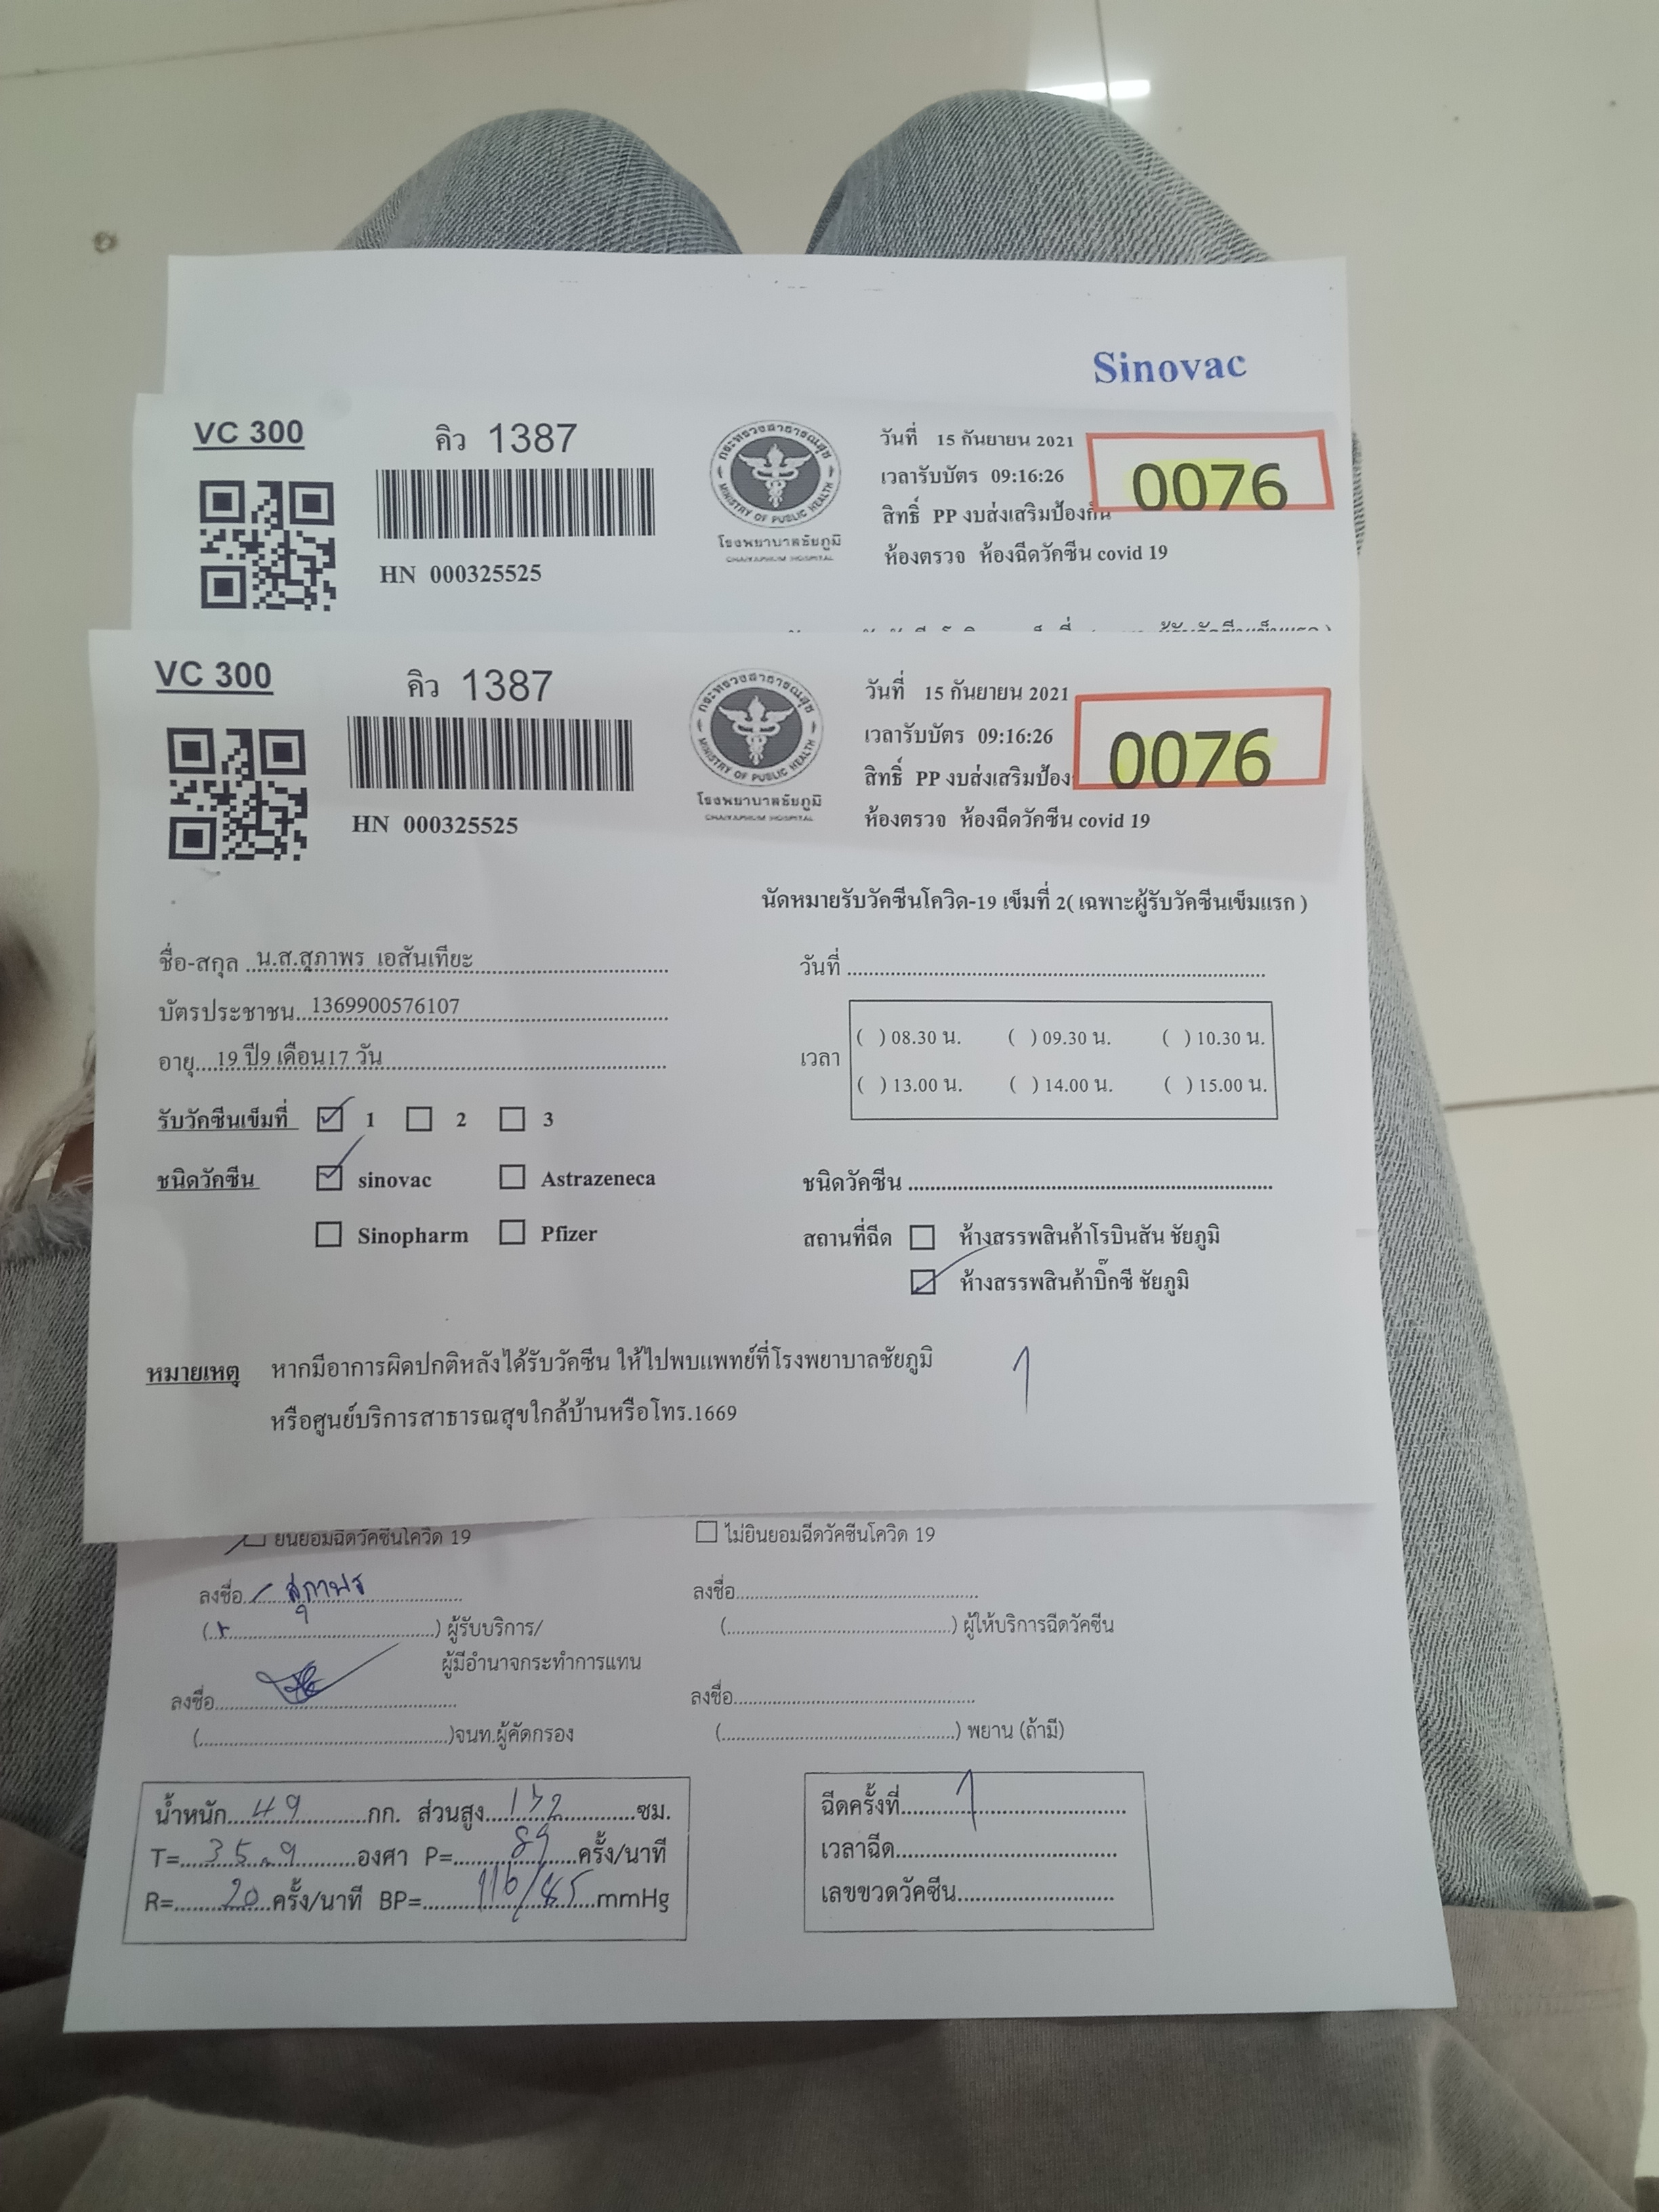 Sinovac
VC 300
คิว 1387
กระทรวงสาธารณสุข
MINISTRY OF PUBLIC HEALTH
โรงพยาบาลชัยภูมิ
CHAIYAPHUM HOSPITAL
HN 000325525
วันที่ 15 กันยายน 2021
เวลารับบัตร 09:16:26
สิทธิ์ PP งบส่งเสริมป้องกัน
ห้องตรวจ ห้องฉีดวัคซีน covid 19
0076
VC 300
คิว 1387
กระทรวงสาธารณสุข
MINISTRY OF PUBLIC HEALTH
โรงพยาบาลชัยภูมิ
CHAIYAPHUM HOSPITAL
HN 000325525
วันที่ 15 กันยายน 2021
เวลารับบัตร 09:16:26
สิทธิ์ PP งบส่งเสริมป้อง
ห้องตรวจ ห้องฉีดวัคซีน covid 19
0076
นัดหมายรับวัคซีนโควิด-19 เข็มที่ 2( เฉพาะผู้รับวัคซีนเข็มแรก )
ชื่อ-สกุล น.ส.สุภาพร เอสันเทียะ
บัตรประชาชน 1369900576107
อายุ 19 ปี9 เดือน17 วัน
รับวัคซีนเข็มที่ 1 2 3
ชนิดวัคซีน sinovac Astrazeneca
Sinopharm Pfizer
วันที่
เวลา
( ) 08.30 น. ( ) 09.30 น. ( ) 10.30 น.
( ) 13.00 น. ( ) 14.00 น. ( ) 15.00 น.
ชนิดวัคซีน
สถานที่ฉีด ห้างสรรพสินค้าโรบินสัน ชัยภูมิ
ห้างสรรพสินค้าบิ๊กซี ชัยภูมิ
หมายเหตุ หากมีอาการผิดปกติหลังได้รับวัคซีน ให้ไปพบแพทย์ที่โรงพยาบาลชัยภูมิ
หรือศูนย์บริการสาธารณสุขใกล้บ้านหรือโทร.1669
1
ยินยอมฉีดวัคซีนโควิด 19
ไม่ยินยอมฉีดวัคซีนโควิด 19
ลงชื่อ สุภาพร
( ) ผู้รับบริการ/
ผู้มีอำนาจกระทำการแทน
ลงชื่อ
( )จนท.ผู้คัดกรอง
ลงชื่อ
( ) ผู้ให้บริการฉีดวัคซีน
ลงชื่อ
( ) พยาน (ถ้ามี)
น้ำหนัก 49 กก. ส่วนสูง 172 ซม.
T= 35.9 องศา P= 89 ครั้ง/นาที
R= 20 ครั้ง/นาที BP= 116/ mmHg
ฉีดครั้งที่ 1
เวลาฉีด
เลขขวดวัคซีน